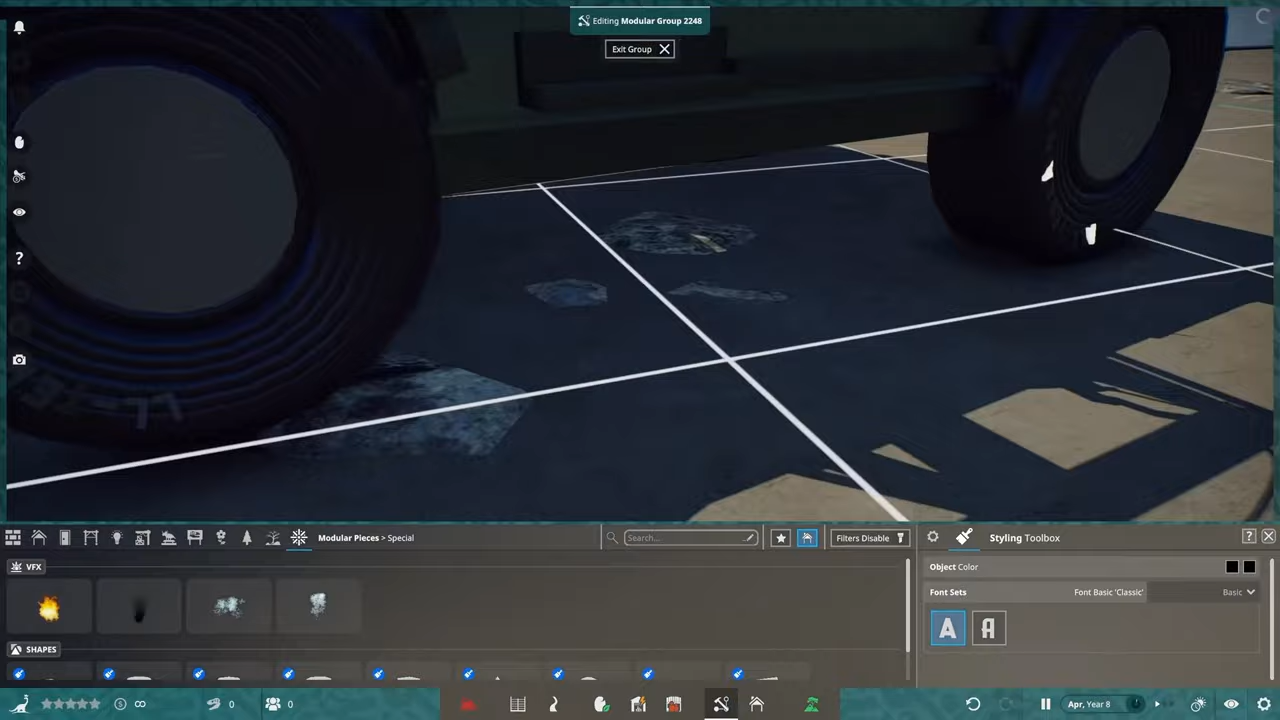 Editing Modular Group 2248
Exit Group
Modular Pieces > Special
Search...
Filters Disable
Styling Toolbox
?
?
VFX
Object Color
Font Sets
Font Basic 'Classic'
Basic
A
SHAPES
∞
0
0
Apr, Year 8